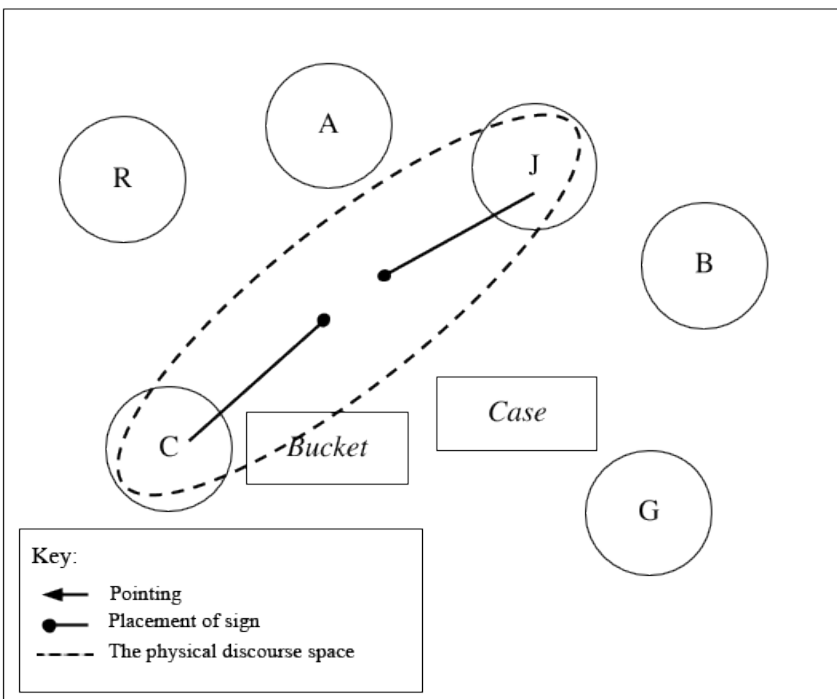 A
J
R
B
Case
C
Bucket
G
Key:
Pointing
Placement of sign
The physical discourse space